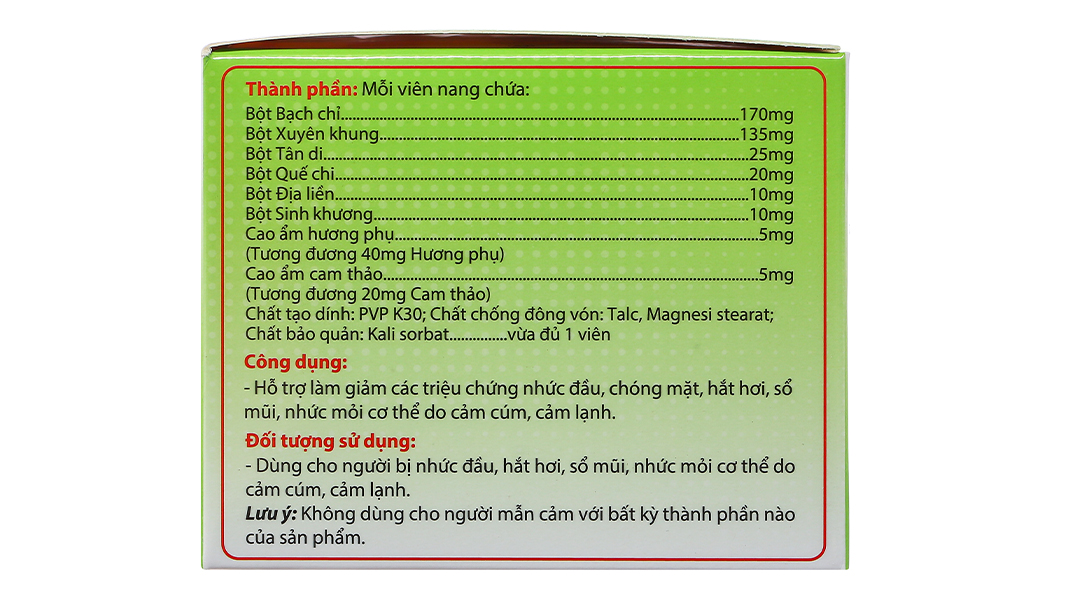 Thành phần: Mỗi viên nang chứa:
Bột Bạch chỉ...........170mg
Bột Xuyên khung...........135mg
Bột Tân di...........25mg
Bột Quế chi...........20mg
Bột Địa liền...........10mg
Bột Sinh khương...........10mg
Cao ẩm hương phụ...........5mg
(Tương đương 40mg Hương phụ)
Cao ẩm cam thảo...........5mg
(Tương đương 20mg Cam thảo)
Chất tạo dính: PVP K30; Chất chống đông vón: Talc, Magnesi stearat;
Chất bảo quản: Kali sorbat...............vừa đủ 1 viên
Công dụng:
- Hỗ trợ làm giảm các triệu chứng nhức đầu, chóng mặt, hắt hơi, sổ
mũi, nhức mỏi cơ thể do cảm cúm, cảm lạnh.
Đối tượng sử dụng:
- Dùng cho người bị nhức đầu, hắt hơi, sổ mũi, nhức mỏi cơ thể do
cảm cúm, cảm lạnh.
Lưu ý: Không dùng cho người mẫn cảm với bất kỳ thành phần nào
của sản phẩm.